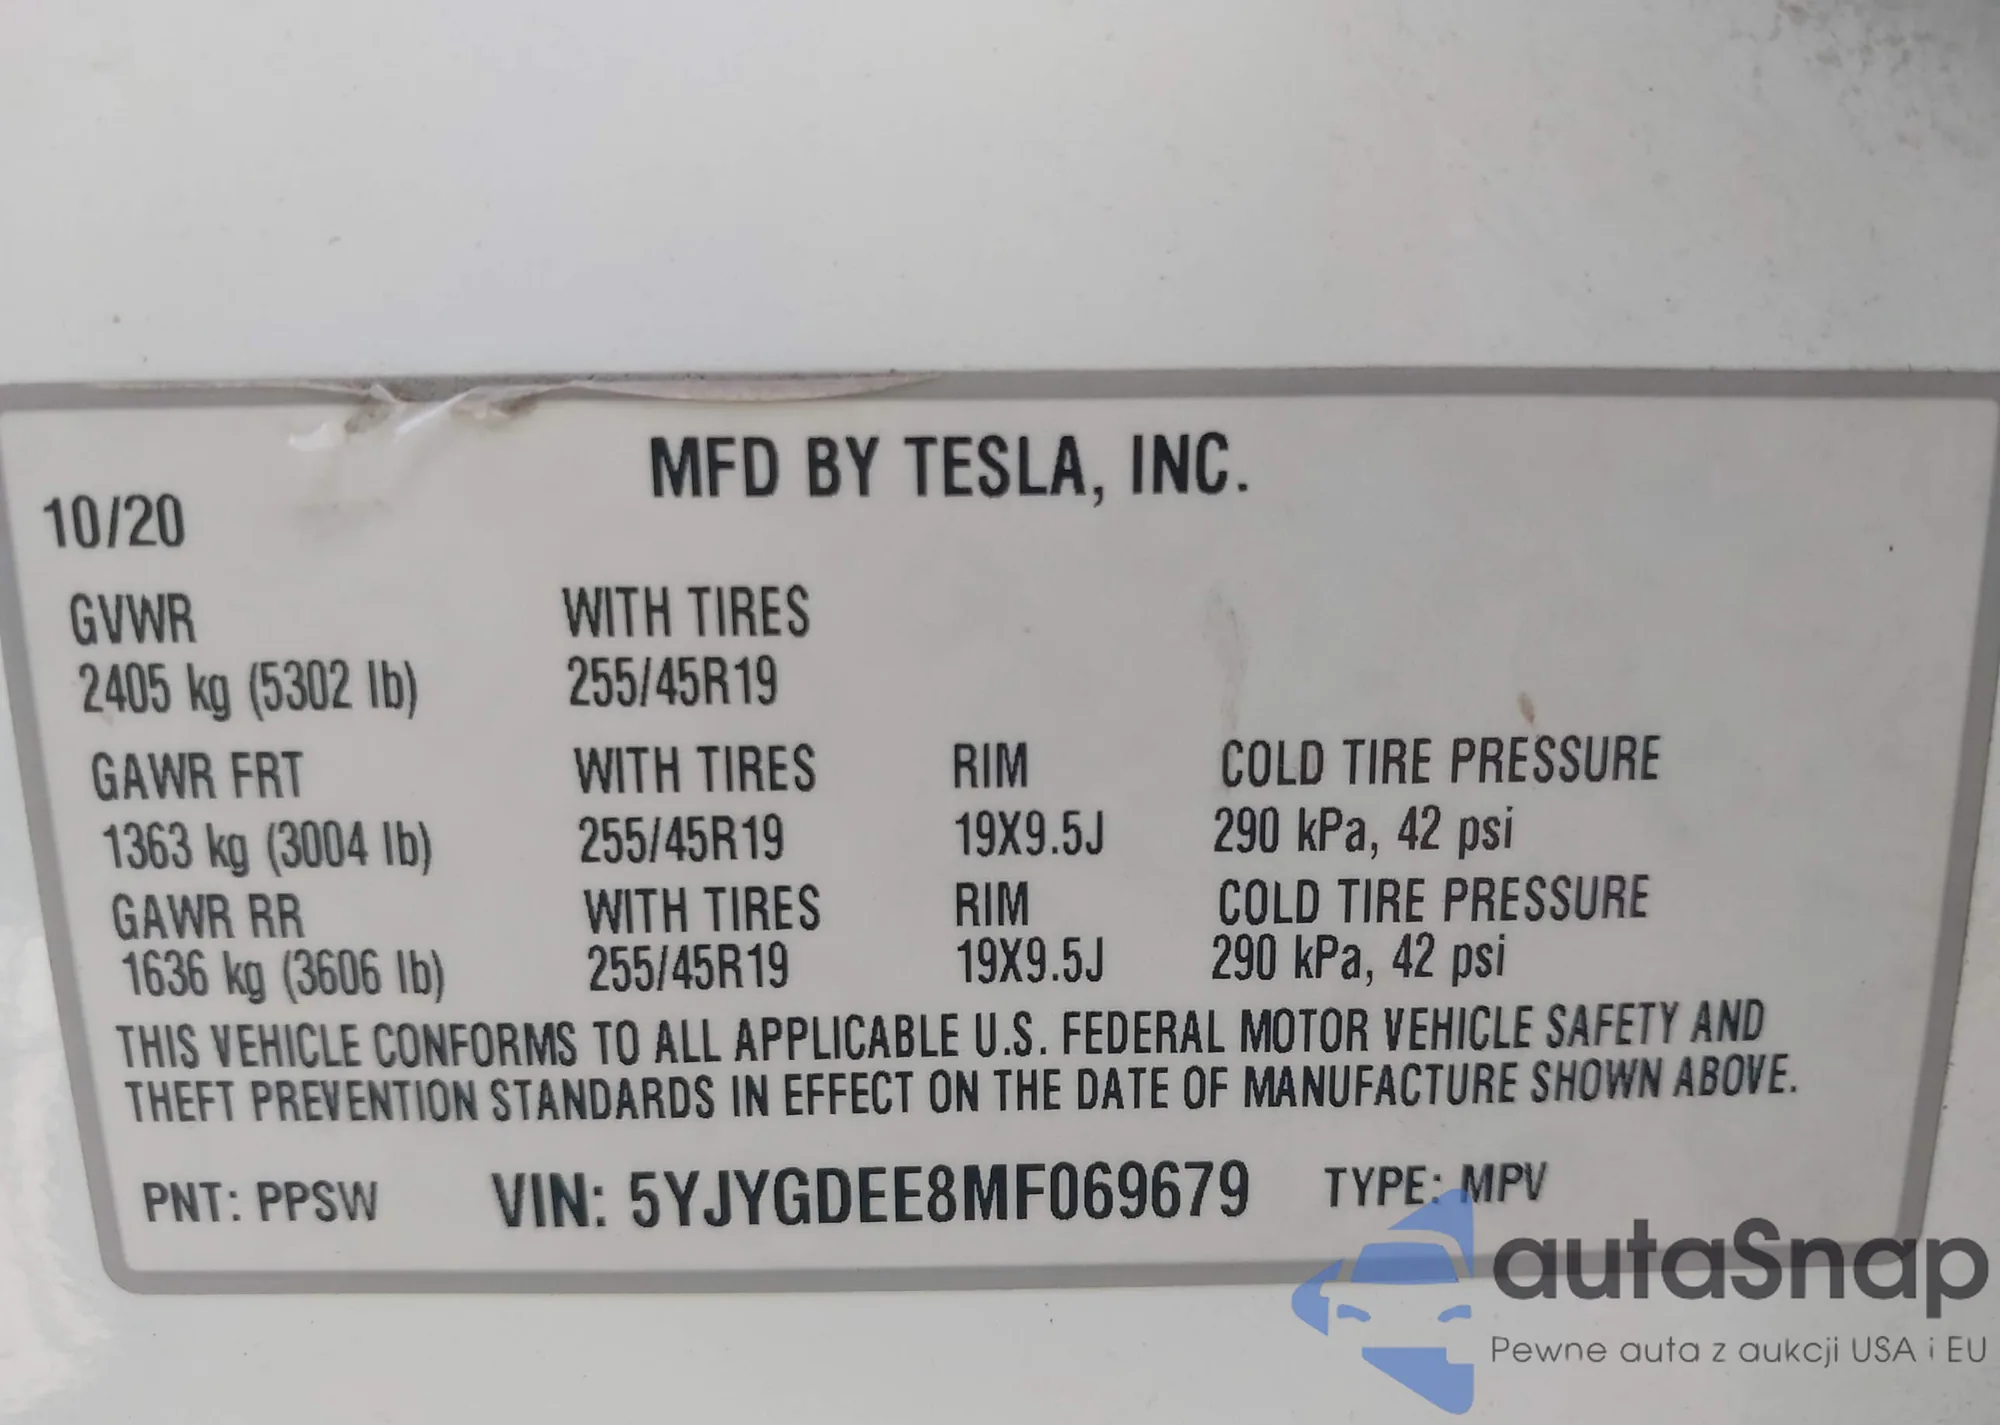 MFD BY TESLA, INC.
10/20
GVWR WITH TIRES
2405 kg (5302 lb) 255/45R19
GAWR FRT WITH TIRES RIM COLD TIRE PRESSURE
1363 kg (3004 lb) 255/45R19 19X9.5J 290 kPa, 42 psi
GAWR RR WITH TIRES RIM COLD TIRE PRESSURE
1636 kg (3606 lb) 255/45R19 19X9.5J 290 kPa, 42 psi
THIS VEHICLE CONFORMS TO ALL APPLICABLE U.S. FEDERAL MOTOR VEHICLE SAFETY AND
THEFT PREVENTION STANDARDS IN EFFECT ON THE DATE OF MANUFACTURE SHOWN ABOVE.
PNT: PPSW VIN: 5YJYGDEE8MF069679 TYPE: MPV
autaSnap
Pewne auta z aukcji USA i EU